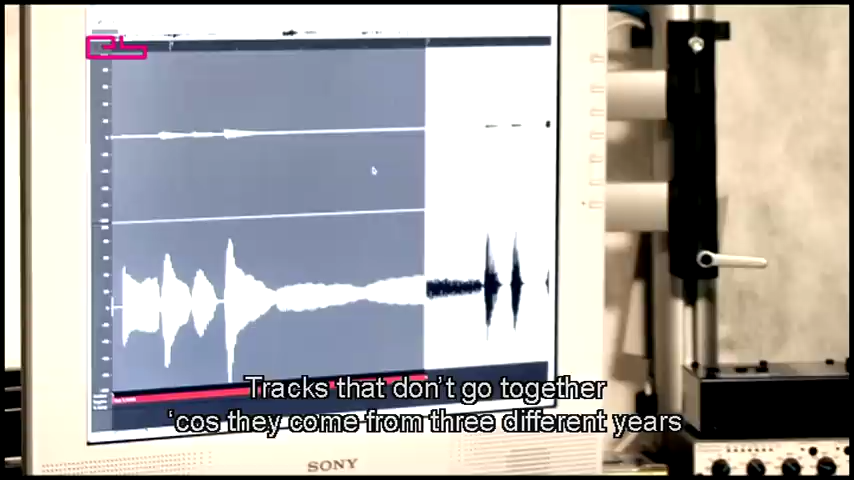 Tracks that don't go together
'cos they come from three different years
SONY